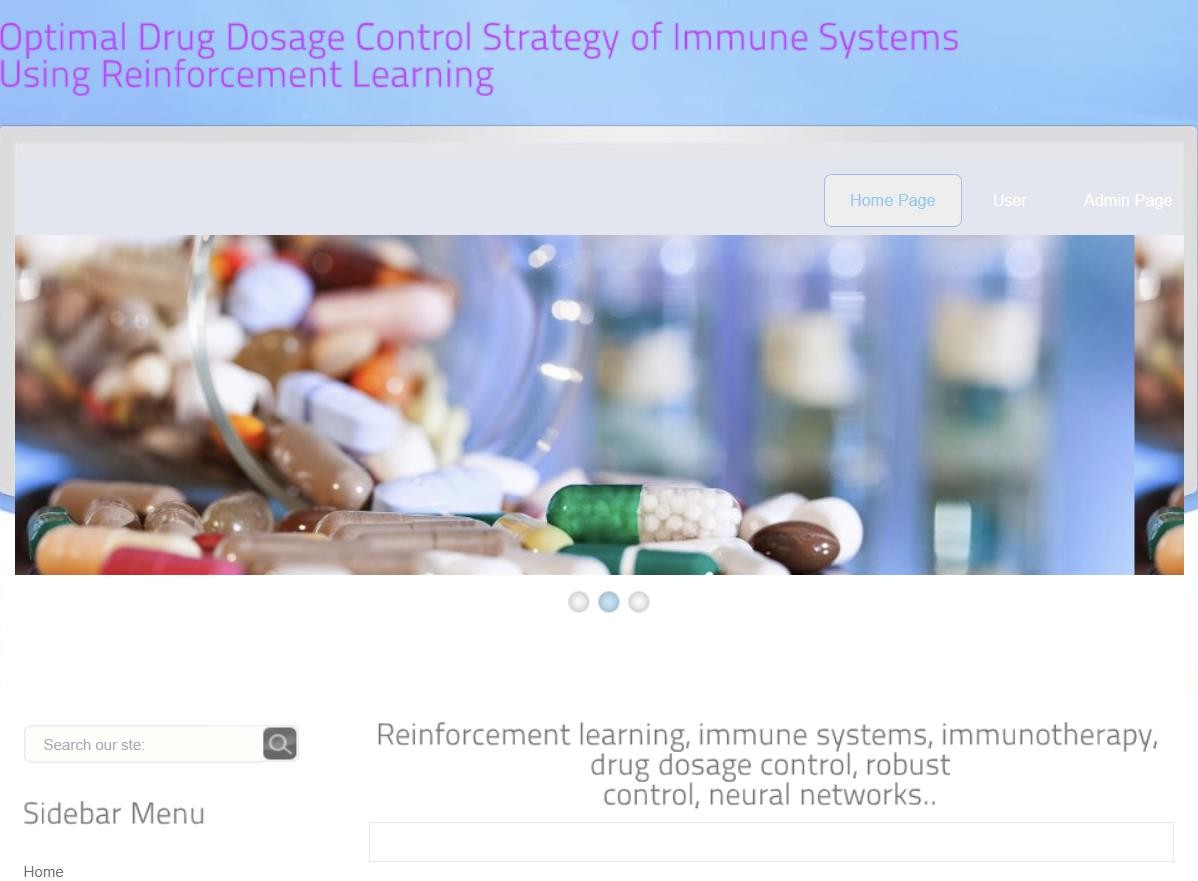 Optimal Drug Dosage Control Strategy of Immune Systems
Using Reinforcement Learning
Home Page User Admin Page
Search our ste:
Reinforcement learning, immune systems, immunotherapy,
drug dosage control, robust
control, neural networks..
Sidebar Menu
Home